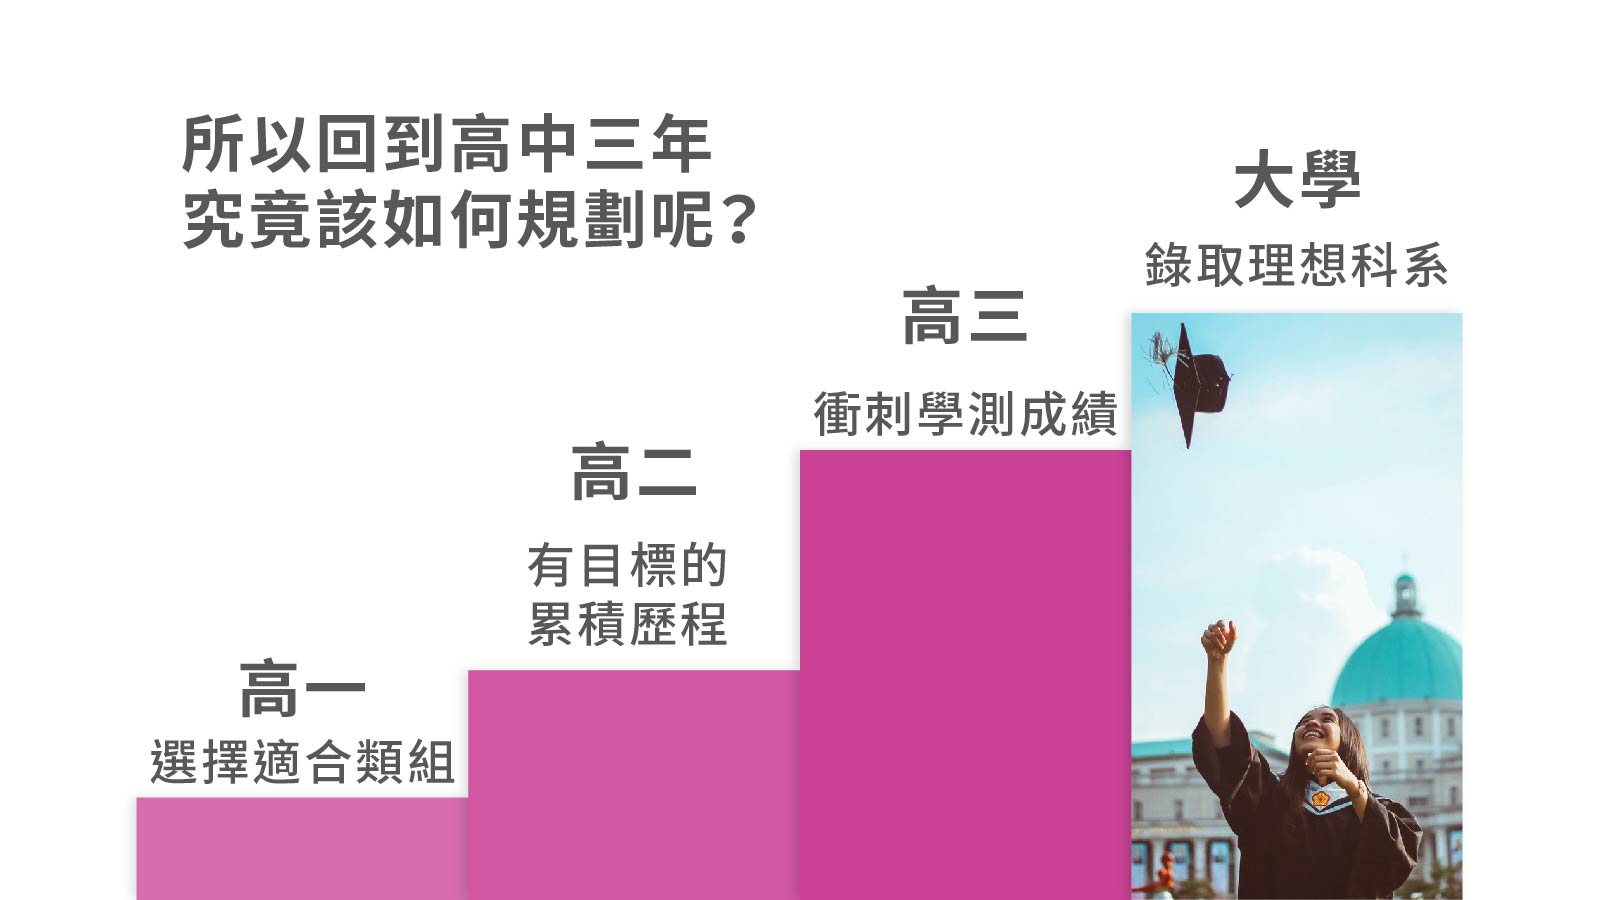 所以回到高中三年
究竟該如何規劃呢？
大學
錄取理想科系
高三
衝刺學測成績
高二
有目標的
累積歷程
高一
選擇適合類組